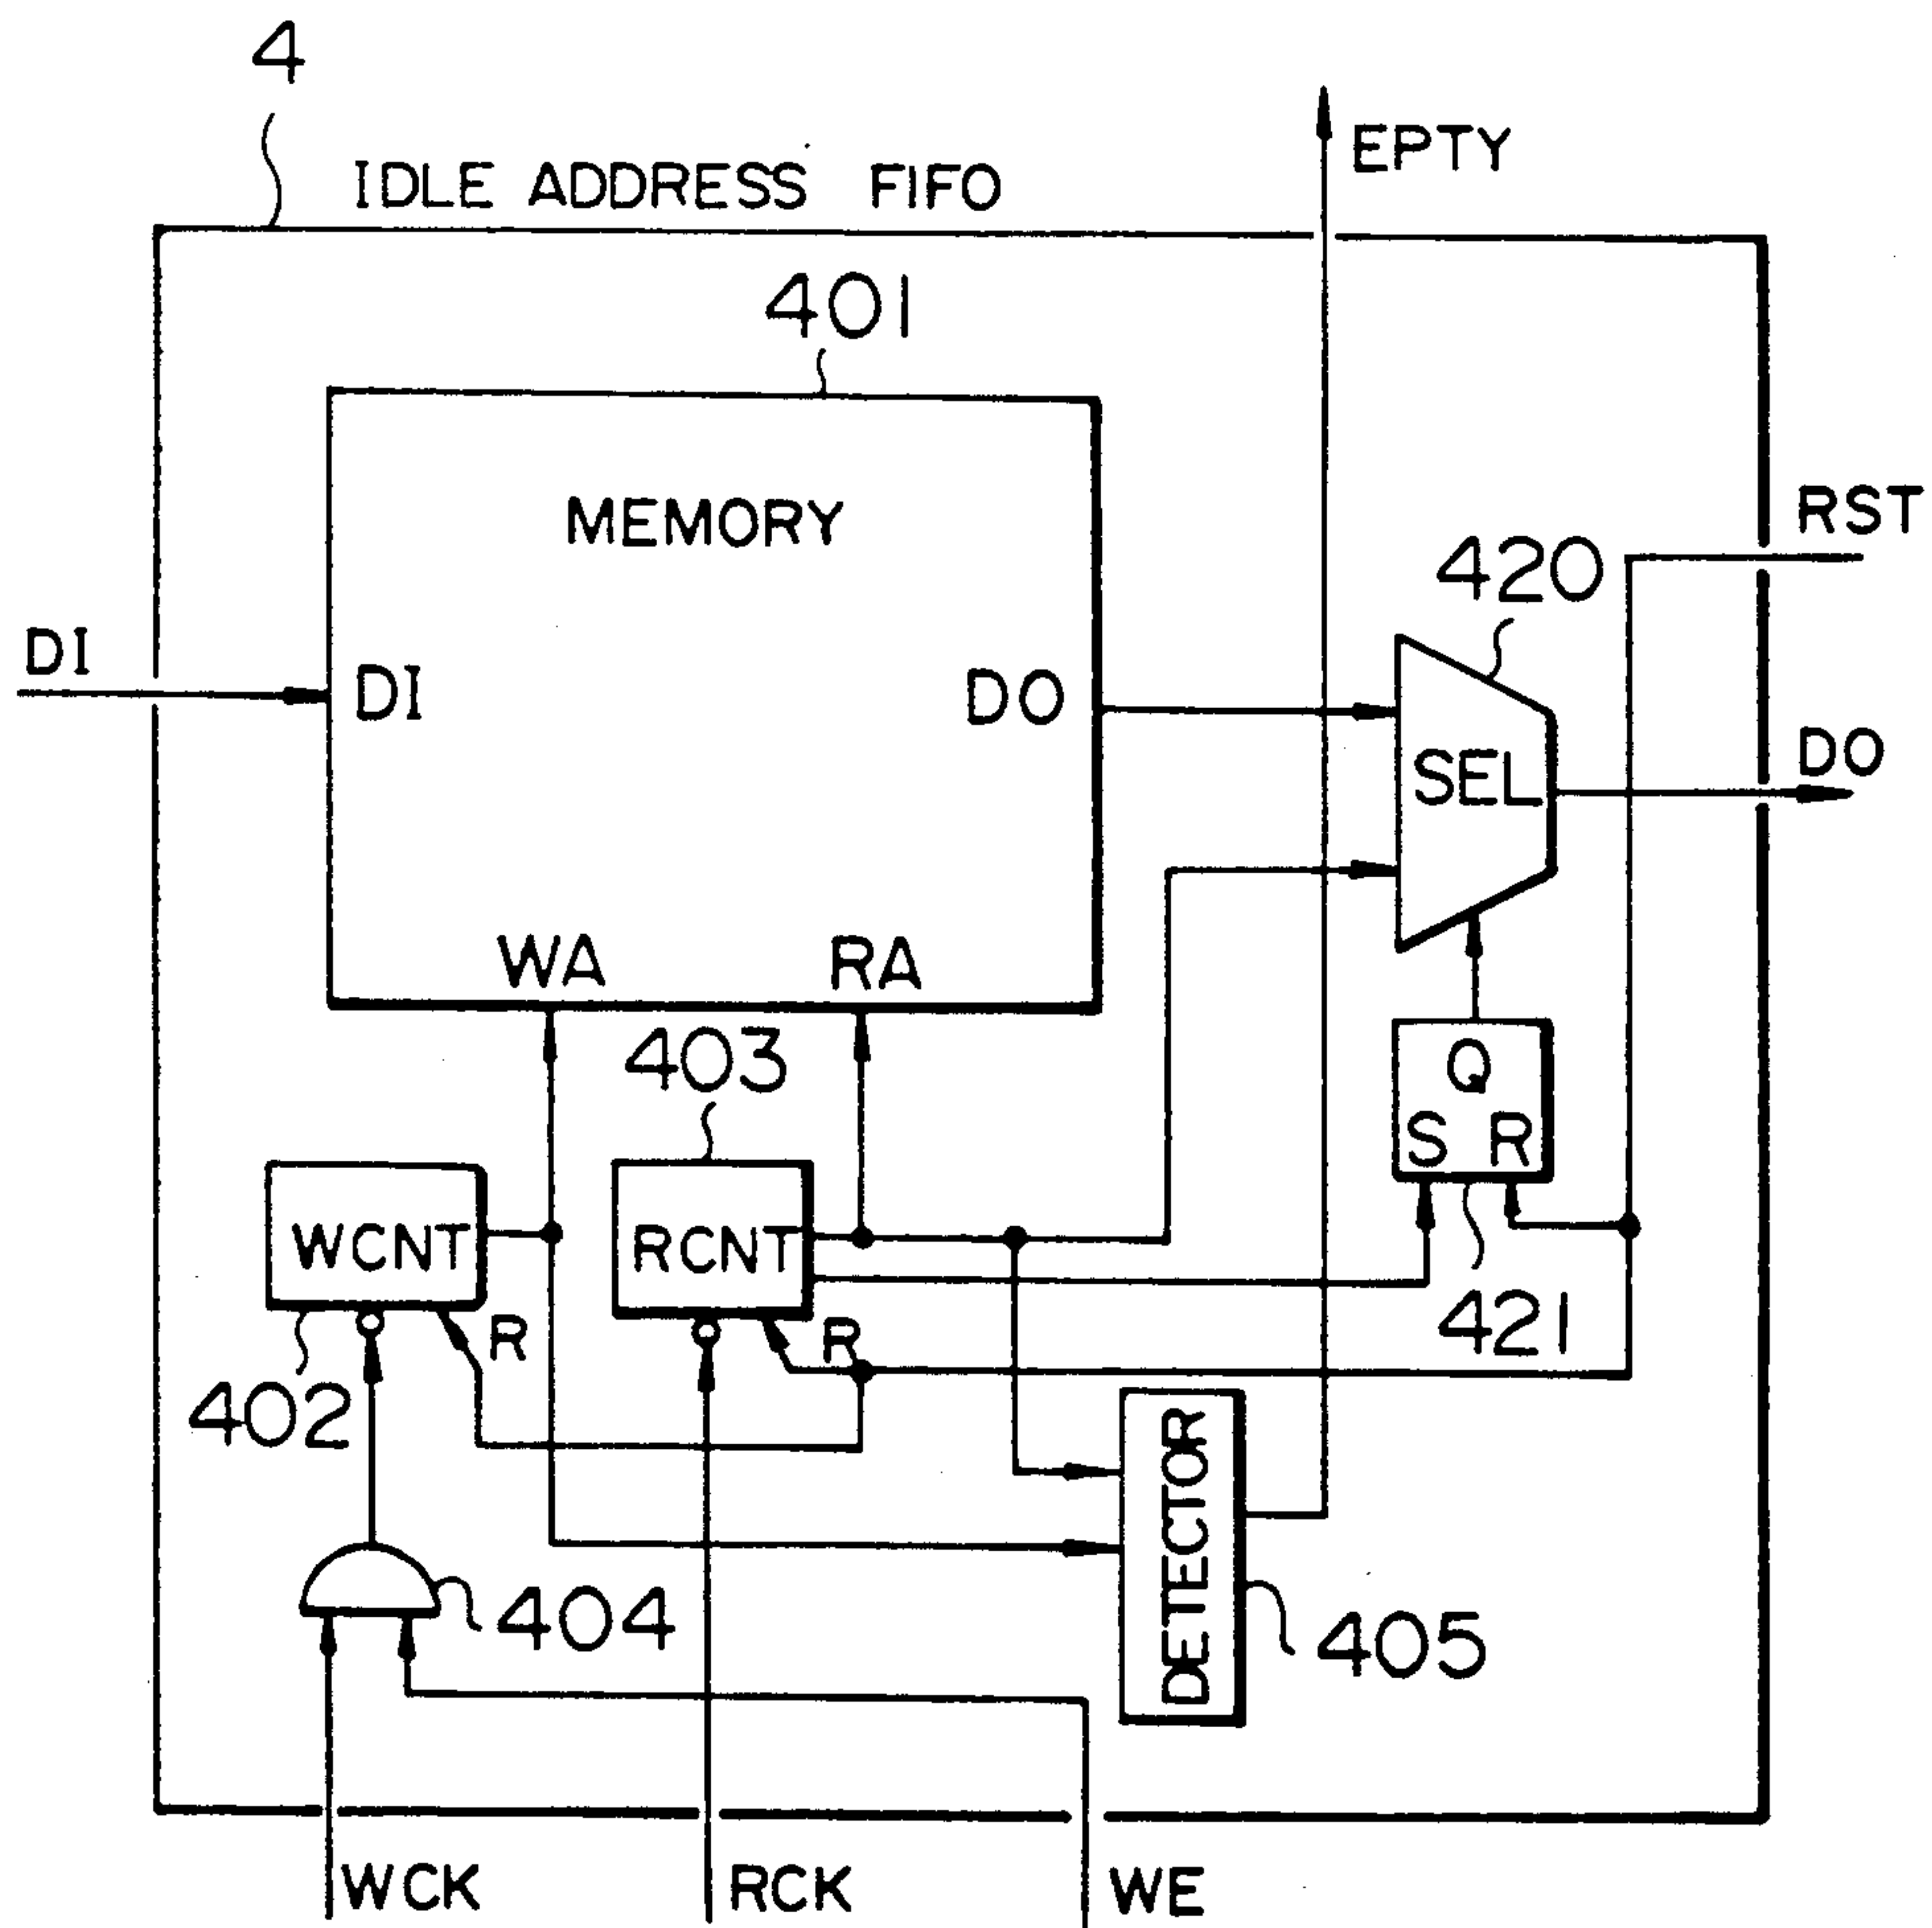 4
EPTY
IDLE ADDRESS FIFO
401
MEMORY
RST
420
DI
DI
DO
SEL
DO
WA
RA
403
Q
S R
WCNT
RCNT
R
R
421
402
DETECTOR
404
405
WCK
RCK
WE